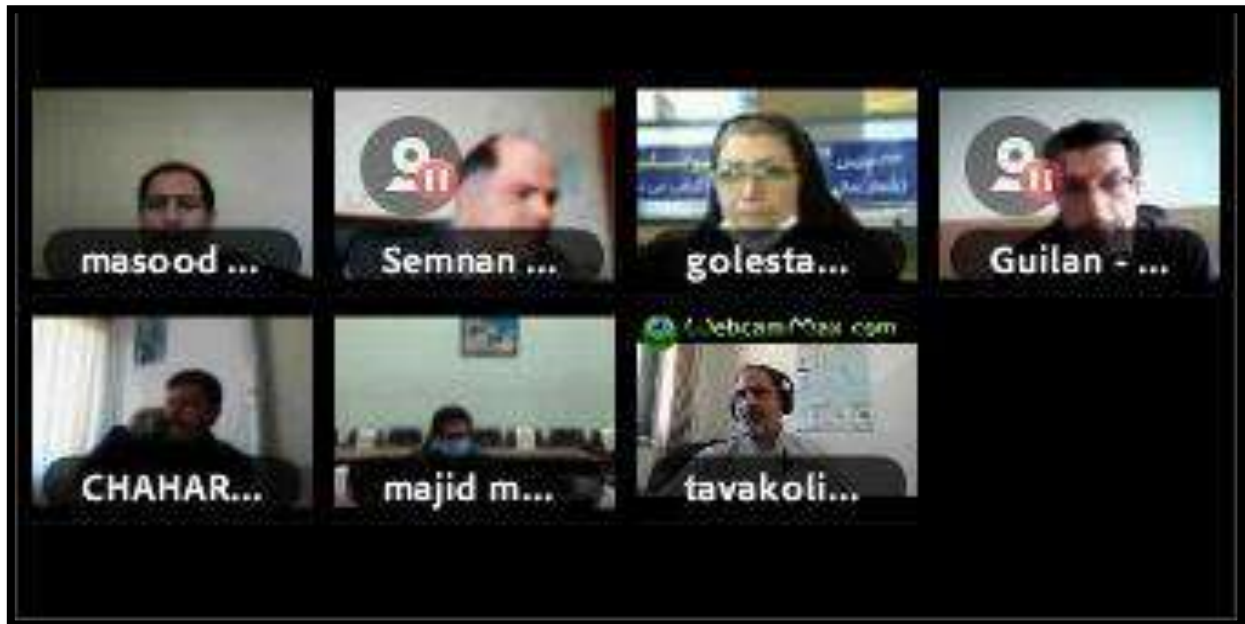 masood ...
Semnan ...
golesta...
Guilan - ...
CHAHAR...
majid m...
WebcamMax.com
tavakoli...